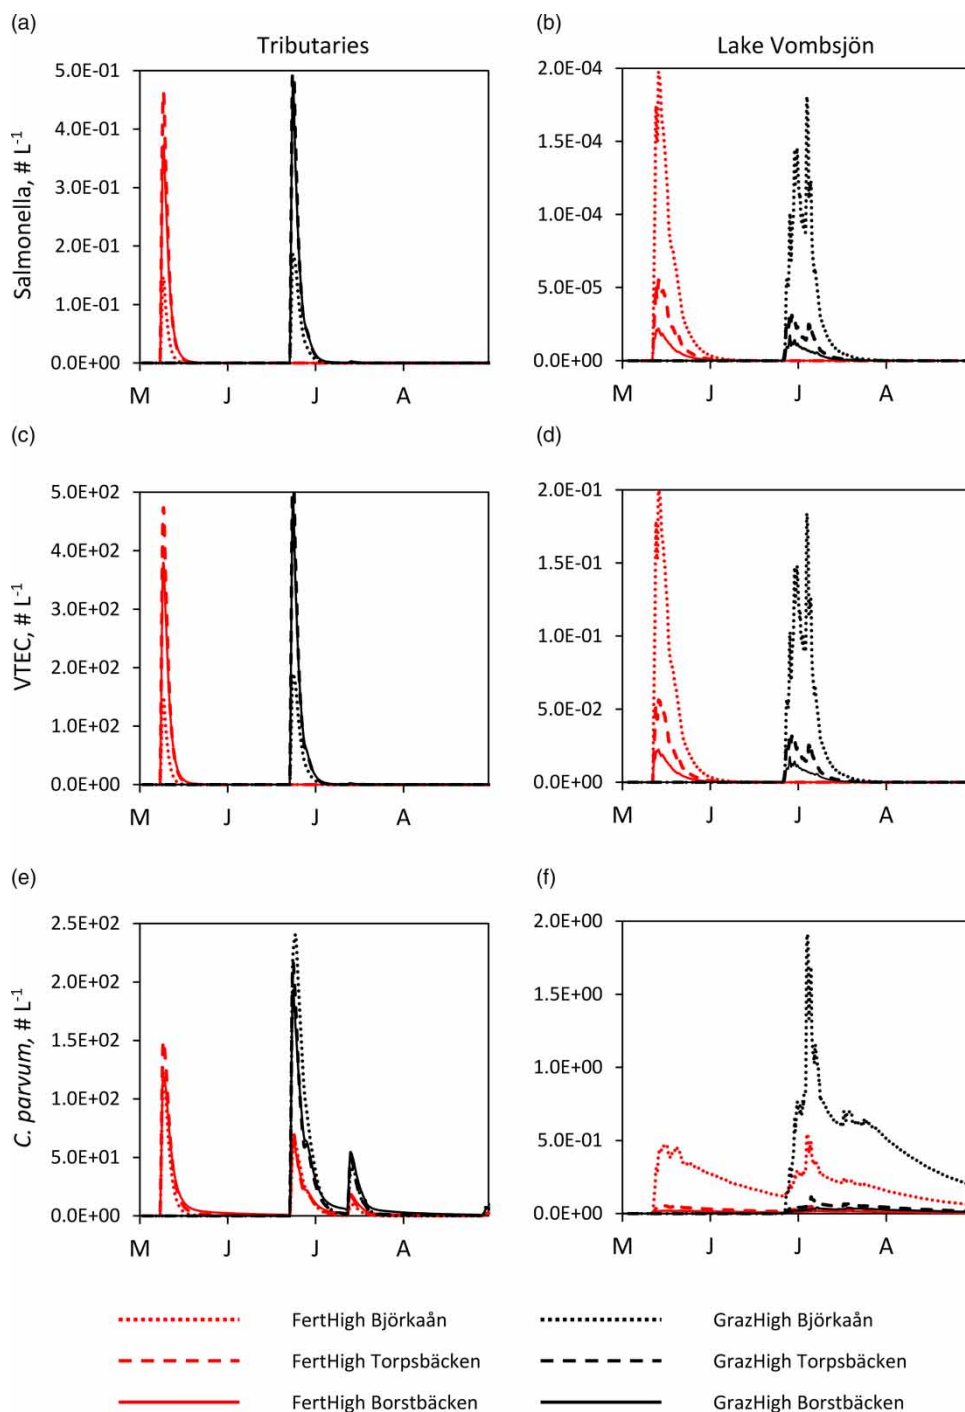 (a)
(b)
Tributaries
Lake Vombsjön
Salmonella, # L-1
5.0E-01
4.0E-01
3.0E-01
2.0E-01
1.0E-01
0.0E+00
M J J A
2.0E-04
1.5E-04
1.0E-04
5.0E-05
0.0E+00
M J J A
(c)
(d)
VTEC, # L-1
5.0E+02
4.0E+02
3.0E+02
2.0E+02
1.0E+02
0.0E+00
M J J A
2.0E-01
1.5E-01
1.0E-01
5.0E-02
0.0E+00
M J J A
(e)
(f)
C. parvum, # L-1
2.5E+02
2.0E+02
1.5E+02
1.0E+02
5.0E+01
0.0E+00
M J J A
2.0E+00
1.5E+00
1.0E+00
5.0E-01
0.0E+00
M J J A
FertHigh Björkaån
GrazHigh Björkaån
FertHigh Torpsbäcken
GrazHigh Torpsbäcken
FertHigh Borstbäcken
GrazHigh Borstbäcken